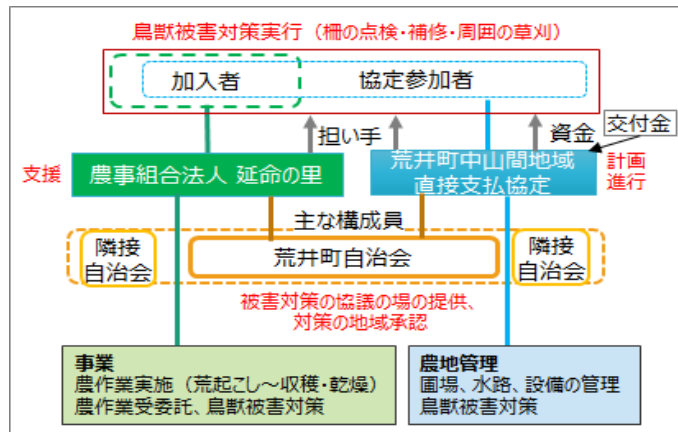 鳥獣被害対策実行（柵の点検・補修・周囲の草刈）
加入者
協定参加者
担い手
資金
交付金
支援
農事組合法人 延命の里
荒井町中山間地域
直接支払協定
計画
進行
主な構成員
隣接
自治会
荒井町自治会
隣接
自治会
被害対策の協議の場の提供、
対策の地域承認
事業
農作業実施（荒起こし～収穫・乾燥）
農作業受委託、鳥獣被害対策
農地管理
圃場、水路、設備の管理
鳥獣被害対策